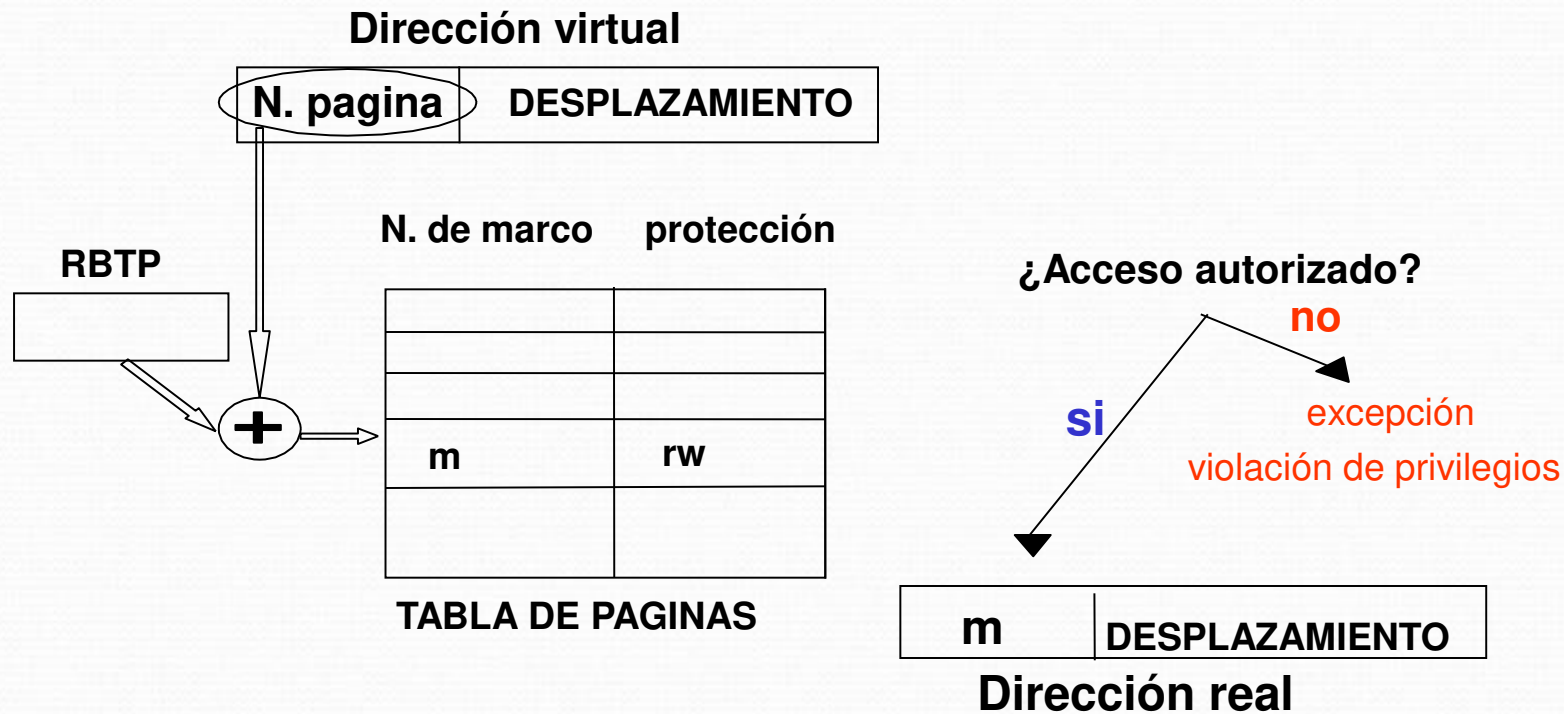 Dirección virtual
N. pagina DESPLAZAMIENTO
N. de marco protección
RBTP
¿Acceso autorizado?
no
si
excepción
violación de privilegios
+
m rw
TABLA DE PAGINAS
m DESPLAZAMIENTO
Dirección real